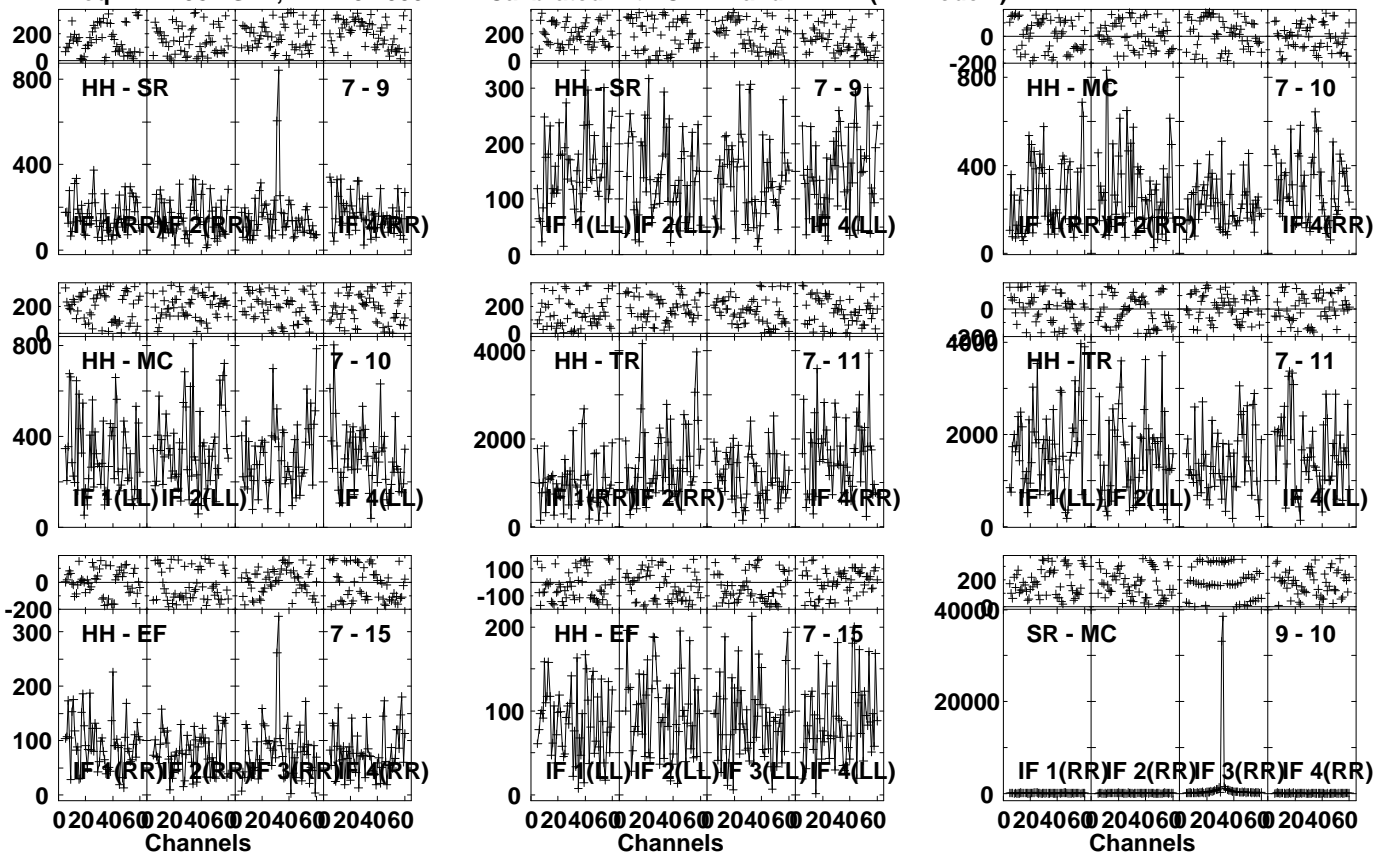 200
0
800
400
0
HH - SR
7 - 9
IF 1(RR)
IF 2(RR)
IF 4(RR)
200
0
300
200
100
0
HH - SR
7 - 9
IF 1(LL)
IF 2(LL)
IF 4(LL)
0
-200
800
400
0
HH - MC
7 - 10
IF 1(RR)
IF 2(RR)
IF 4(RR)
200
0
800
400
0
HH - MC
7 - 10
IF 1(LL)
IF 2(LL)
IF 4(LL)
200
0
4000
2000
0
HH - TR
7 - 11
IF 1(RR)
IF 2(RR)
IF 4(RR)
0
-200
4000
2000
0
HH - TR
7 - 11
IF 1(LL)
IF 2(LL)
IF 4(LL)
0
-200
300
200
100
0
HH - EF
7 - 15
IF 1(RR)
IF 2(RR)
IF 3(RR)
IF 4(RR)
0 20 40 60 0 20 40 60 0 20 40 60 0 20 40 60
Channels
100
-100
200
100
0
HH - EF
7 - 15
IF 1(LL)
IF 2(LL)
IF 3(LL)
IF 4(LL)
0 20 40 60 0 20 40 60 0 20 40 60 0 20 40 60
Channels
200
0
40000
20000
0
SR - MC
9 - 10
IF 1(RR)
IF 2(RR)
IF 3(RR)
IF 4(RR)
0 20 40 60 0 20 40 60 0 20 40 60 0 20 40 60
Channels